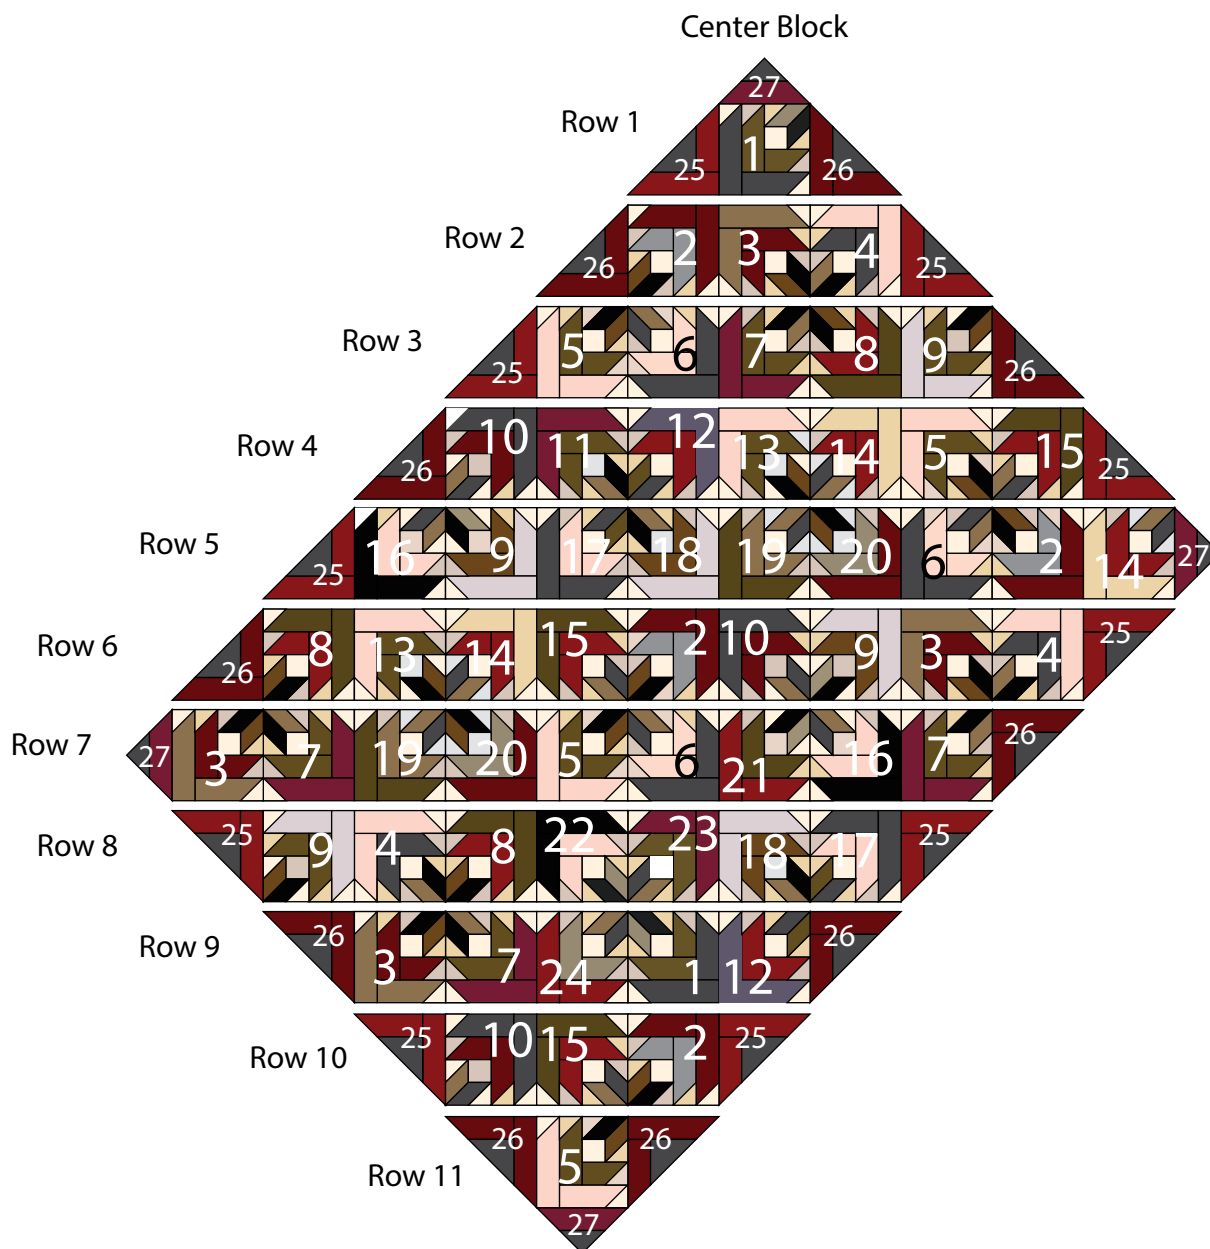 Center Block
27
Row 1 25 1 26
Row 2 26 2 3 4 25
Row 3 25 5 6 7 8 9 26
Row 4 26 10 11 12 13 14 5 15 25
Row 5 25 16 9 17 18 19 20 6 2 14 27
Row 6 26 8 13 14 15 2 10 9 3 4 25
Row 7 27 3 7 19 20 5 6 21 16 7 26
Row 8 25 9 4 8 22 23 18 17 25
Row 9 26 3 7 24 1 12 26
Row 10 25 10 15 2 25
Row 11 26 5 26
27